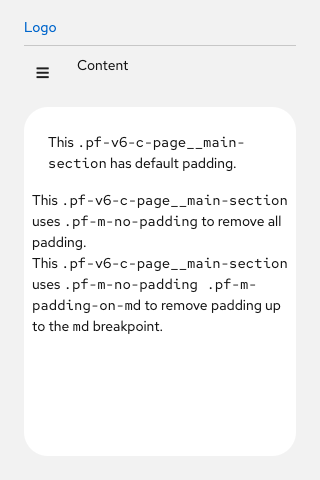 Logo
Content
This .pf-v6-c-page__main-
section has default padding.
This .pf-v6-c-page__main-section
uses .pf-m-no-padding to remove all
padding.
This .pf-v6-c-page__main-section
uses .pf-m-no-padding .pf-m-
padding-on-md to remove padding up
to the md breakpoint.